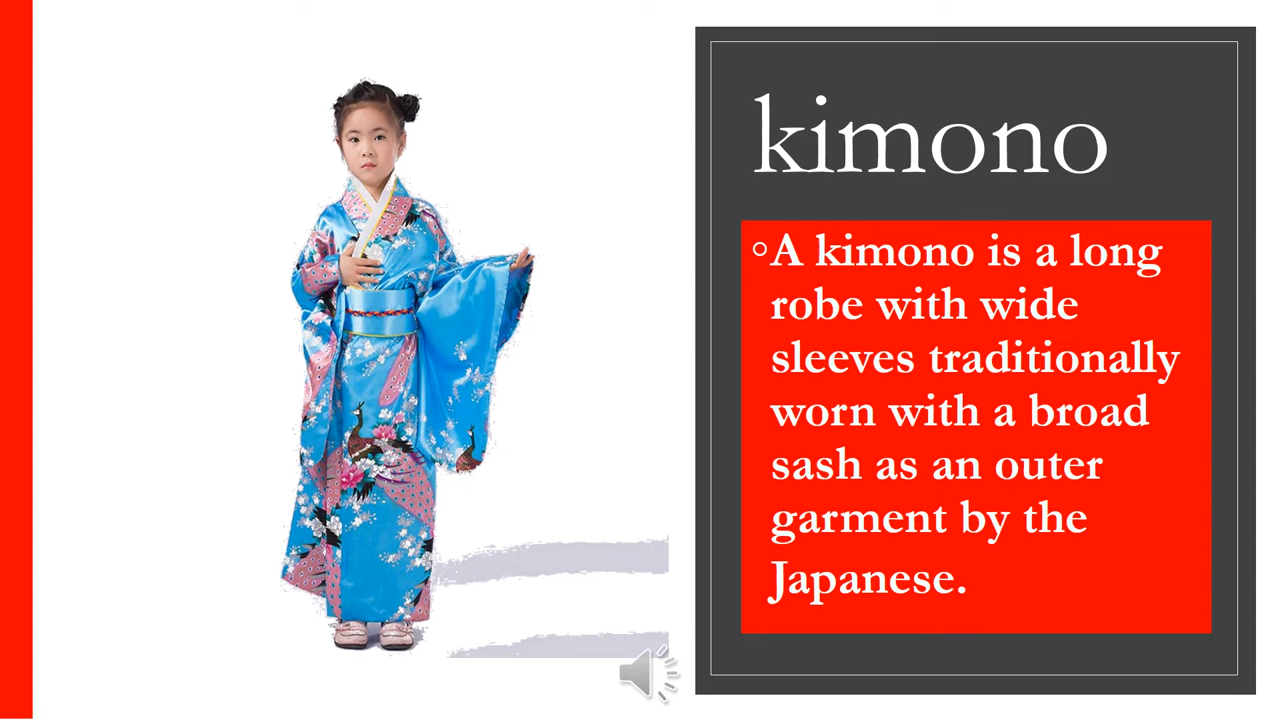 kimono
◦A kimono is a long
robe with wide
sleeves traditionally
worn with a broad
sash as an outer
garment by the
Japanese.